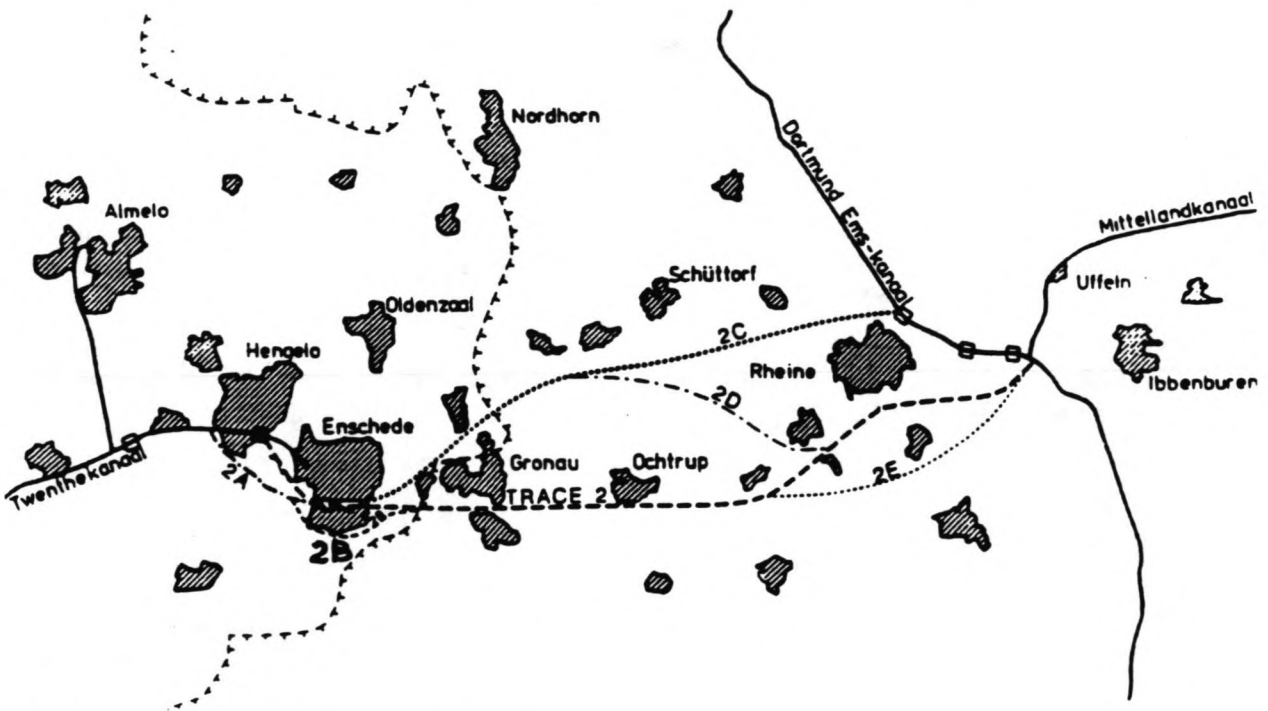 Nordhorn
Dortmund Ems-kanaal
Almelo
Mittellandkanaal
Schüttorf
Uffeln
Oldenzaal
2C
Hengelo
Rheine
Ibbenburen
2D
Enschede
Gronau
Ochtrup
2A
2E
Twenthekanaal
TRACE 2
2B